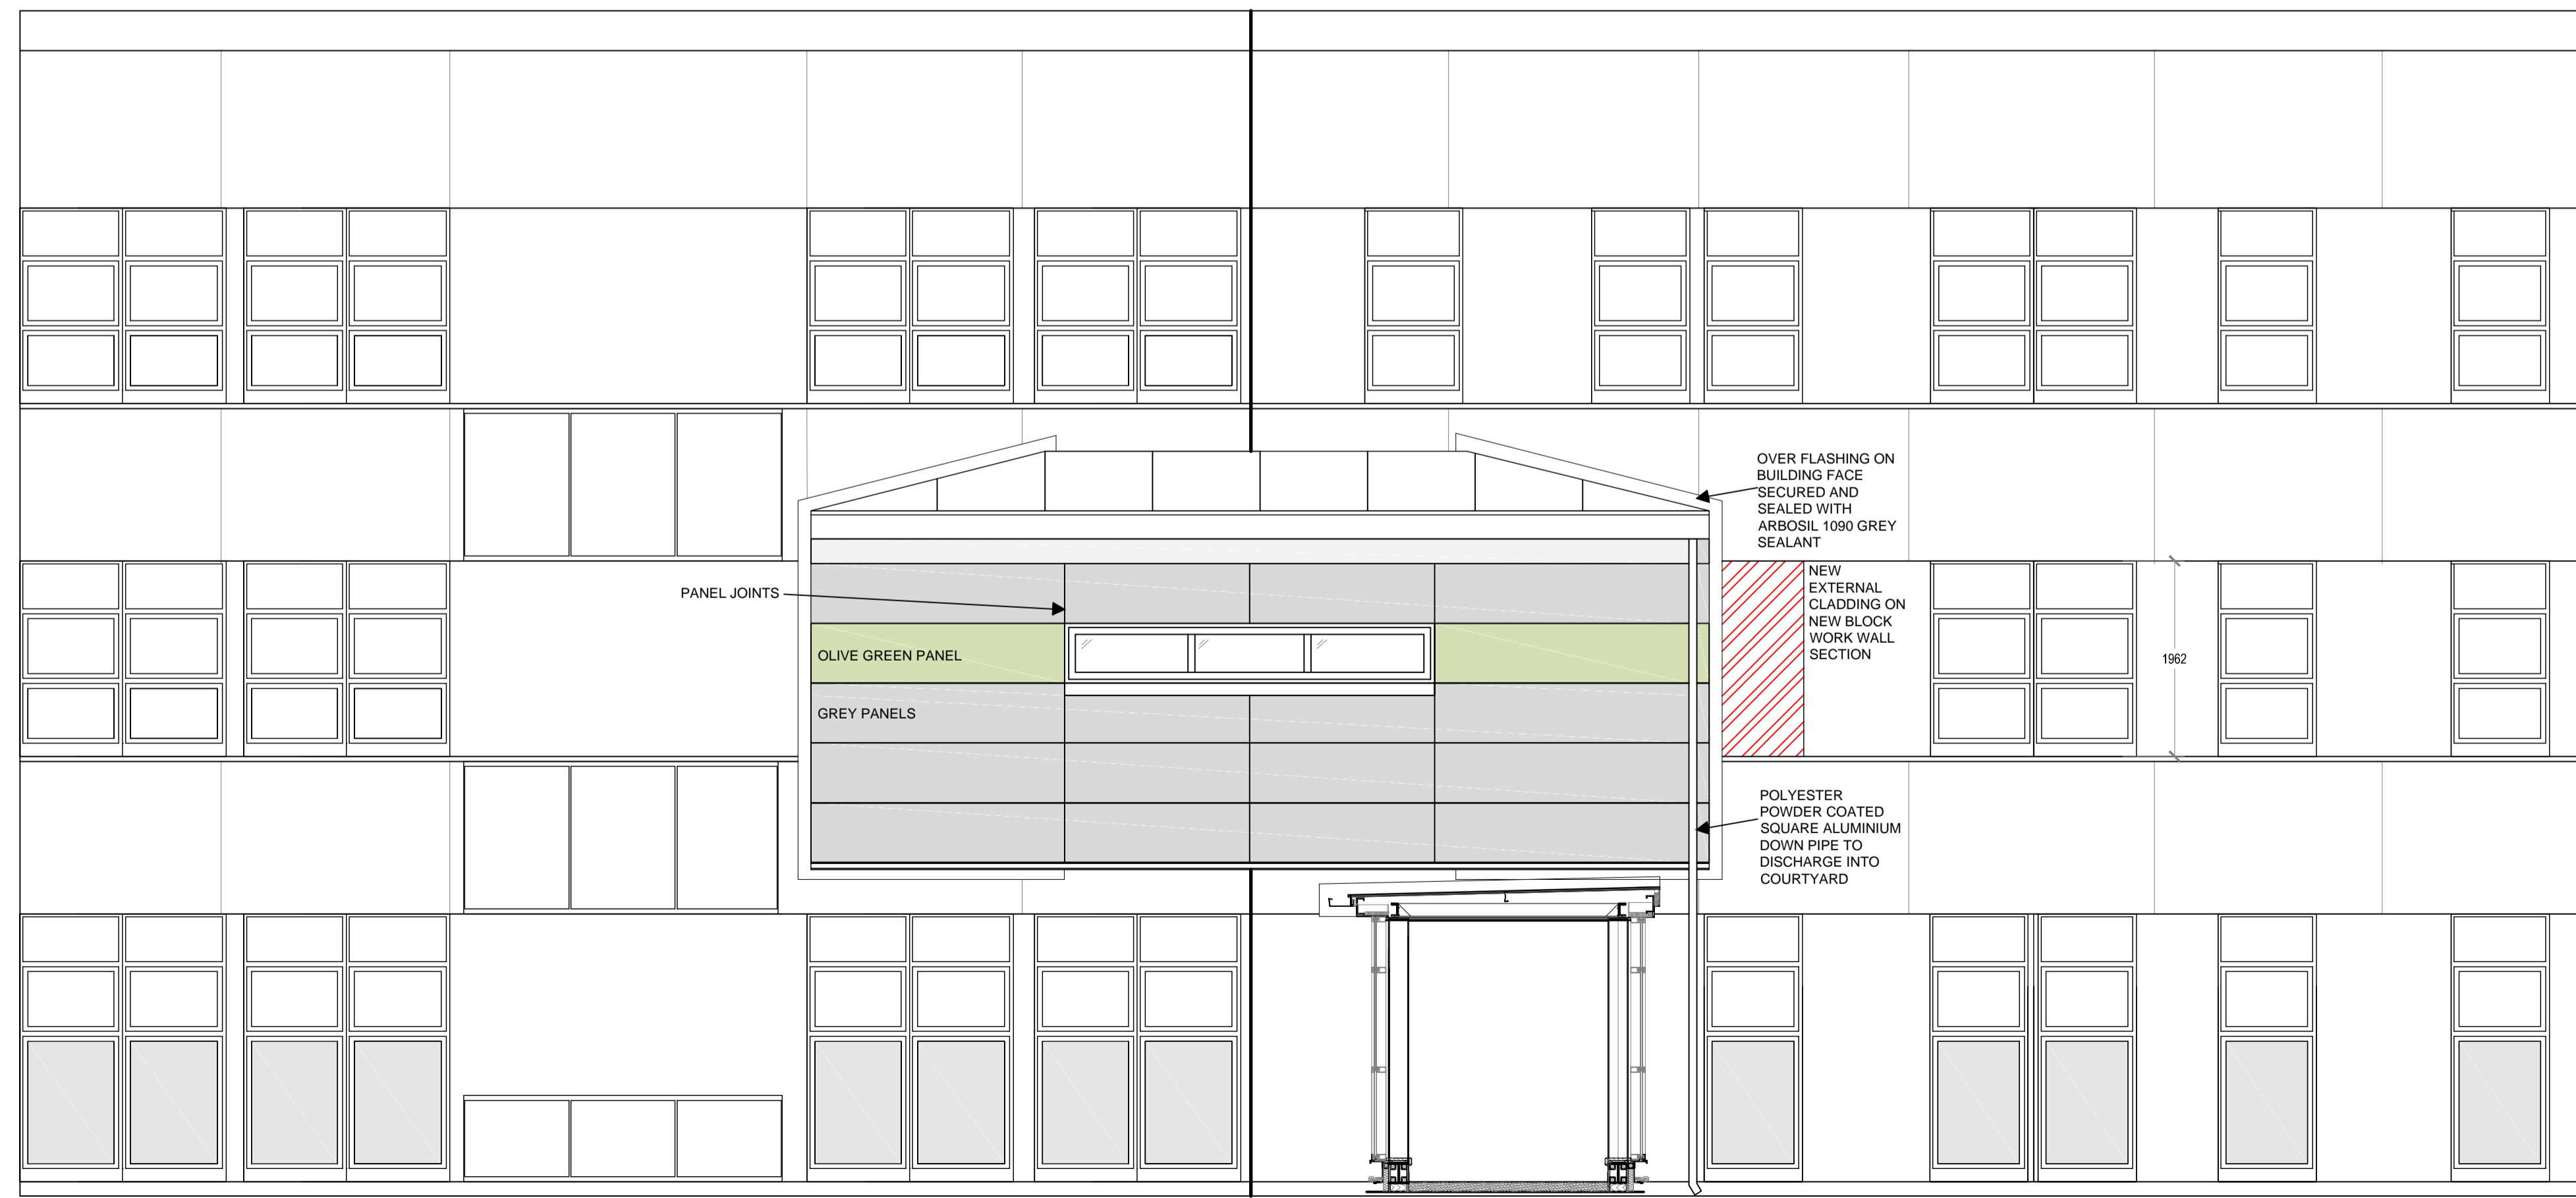 OVER FLASHING ON
BUILDING FACE
SECURED AND
SEALED WITH
ARBOSIL 1090 GREY
SEALANT
PANEL JOINTS
NEW
EXTERNAL
CLADDING ON
NEW BLOCK
WORK WALL
SECTION
OLIVE GREEN PANEL
1962
GREY PANELS
POLYESTER
POWDER COATED
SQUARE ALUMINIUM
DOWN PIPE TO
DISCHARGE INTO
COURTYARD